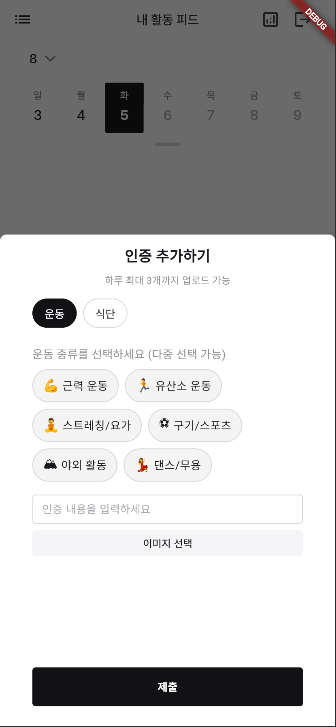 내 활동 피드
DEBUG
8
일 월 화 수 목 금 토
3 4 5 6 7 8 9
인증 추가하기
하루 최대 3개까지 업로드 가능
운동 식단
운동 종류를 선택하세요 (다중 선택 가능)
💪 근력 운동 🏃 유산소 운동
🧘 스트레칭/요가 ⚽ 구기/스포츠
🏔 야외 활동 💃 댄스/무용
인증 내용을 입력하세요
이미지 선택
제출